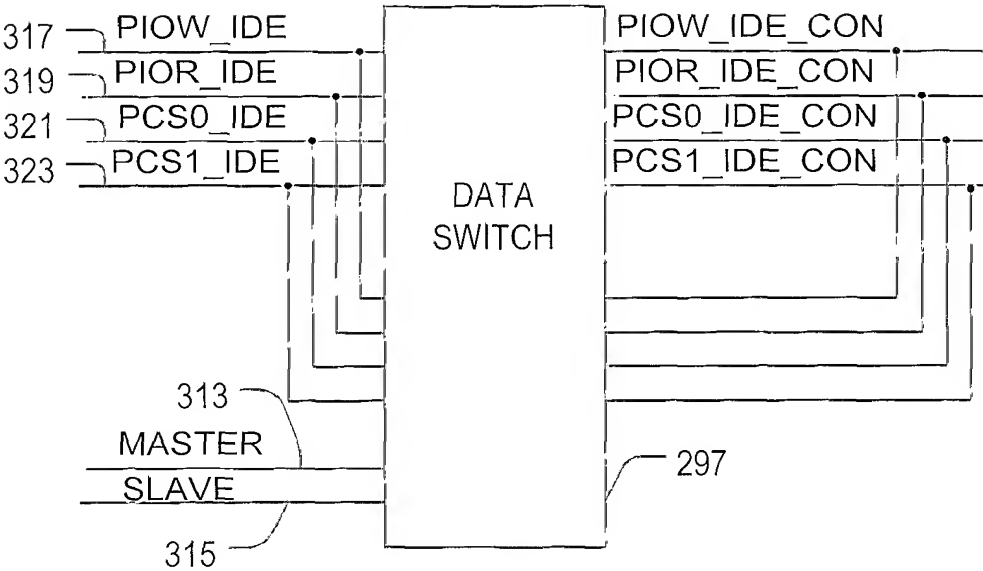 317 PIOW_IDE PIOW_IDE_CON
319 PIOR_IDE PIOR_IDE_CON
321 PCS0_IDE PCS0_IDE_CON
323 PCS1_IDE PCS1_IDE_CON
DATA
SWITCH
313
MASTER
297
SLAVE
315